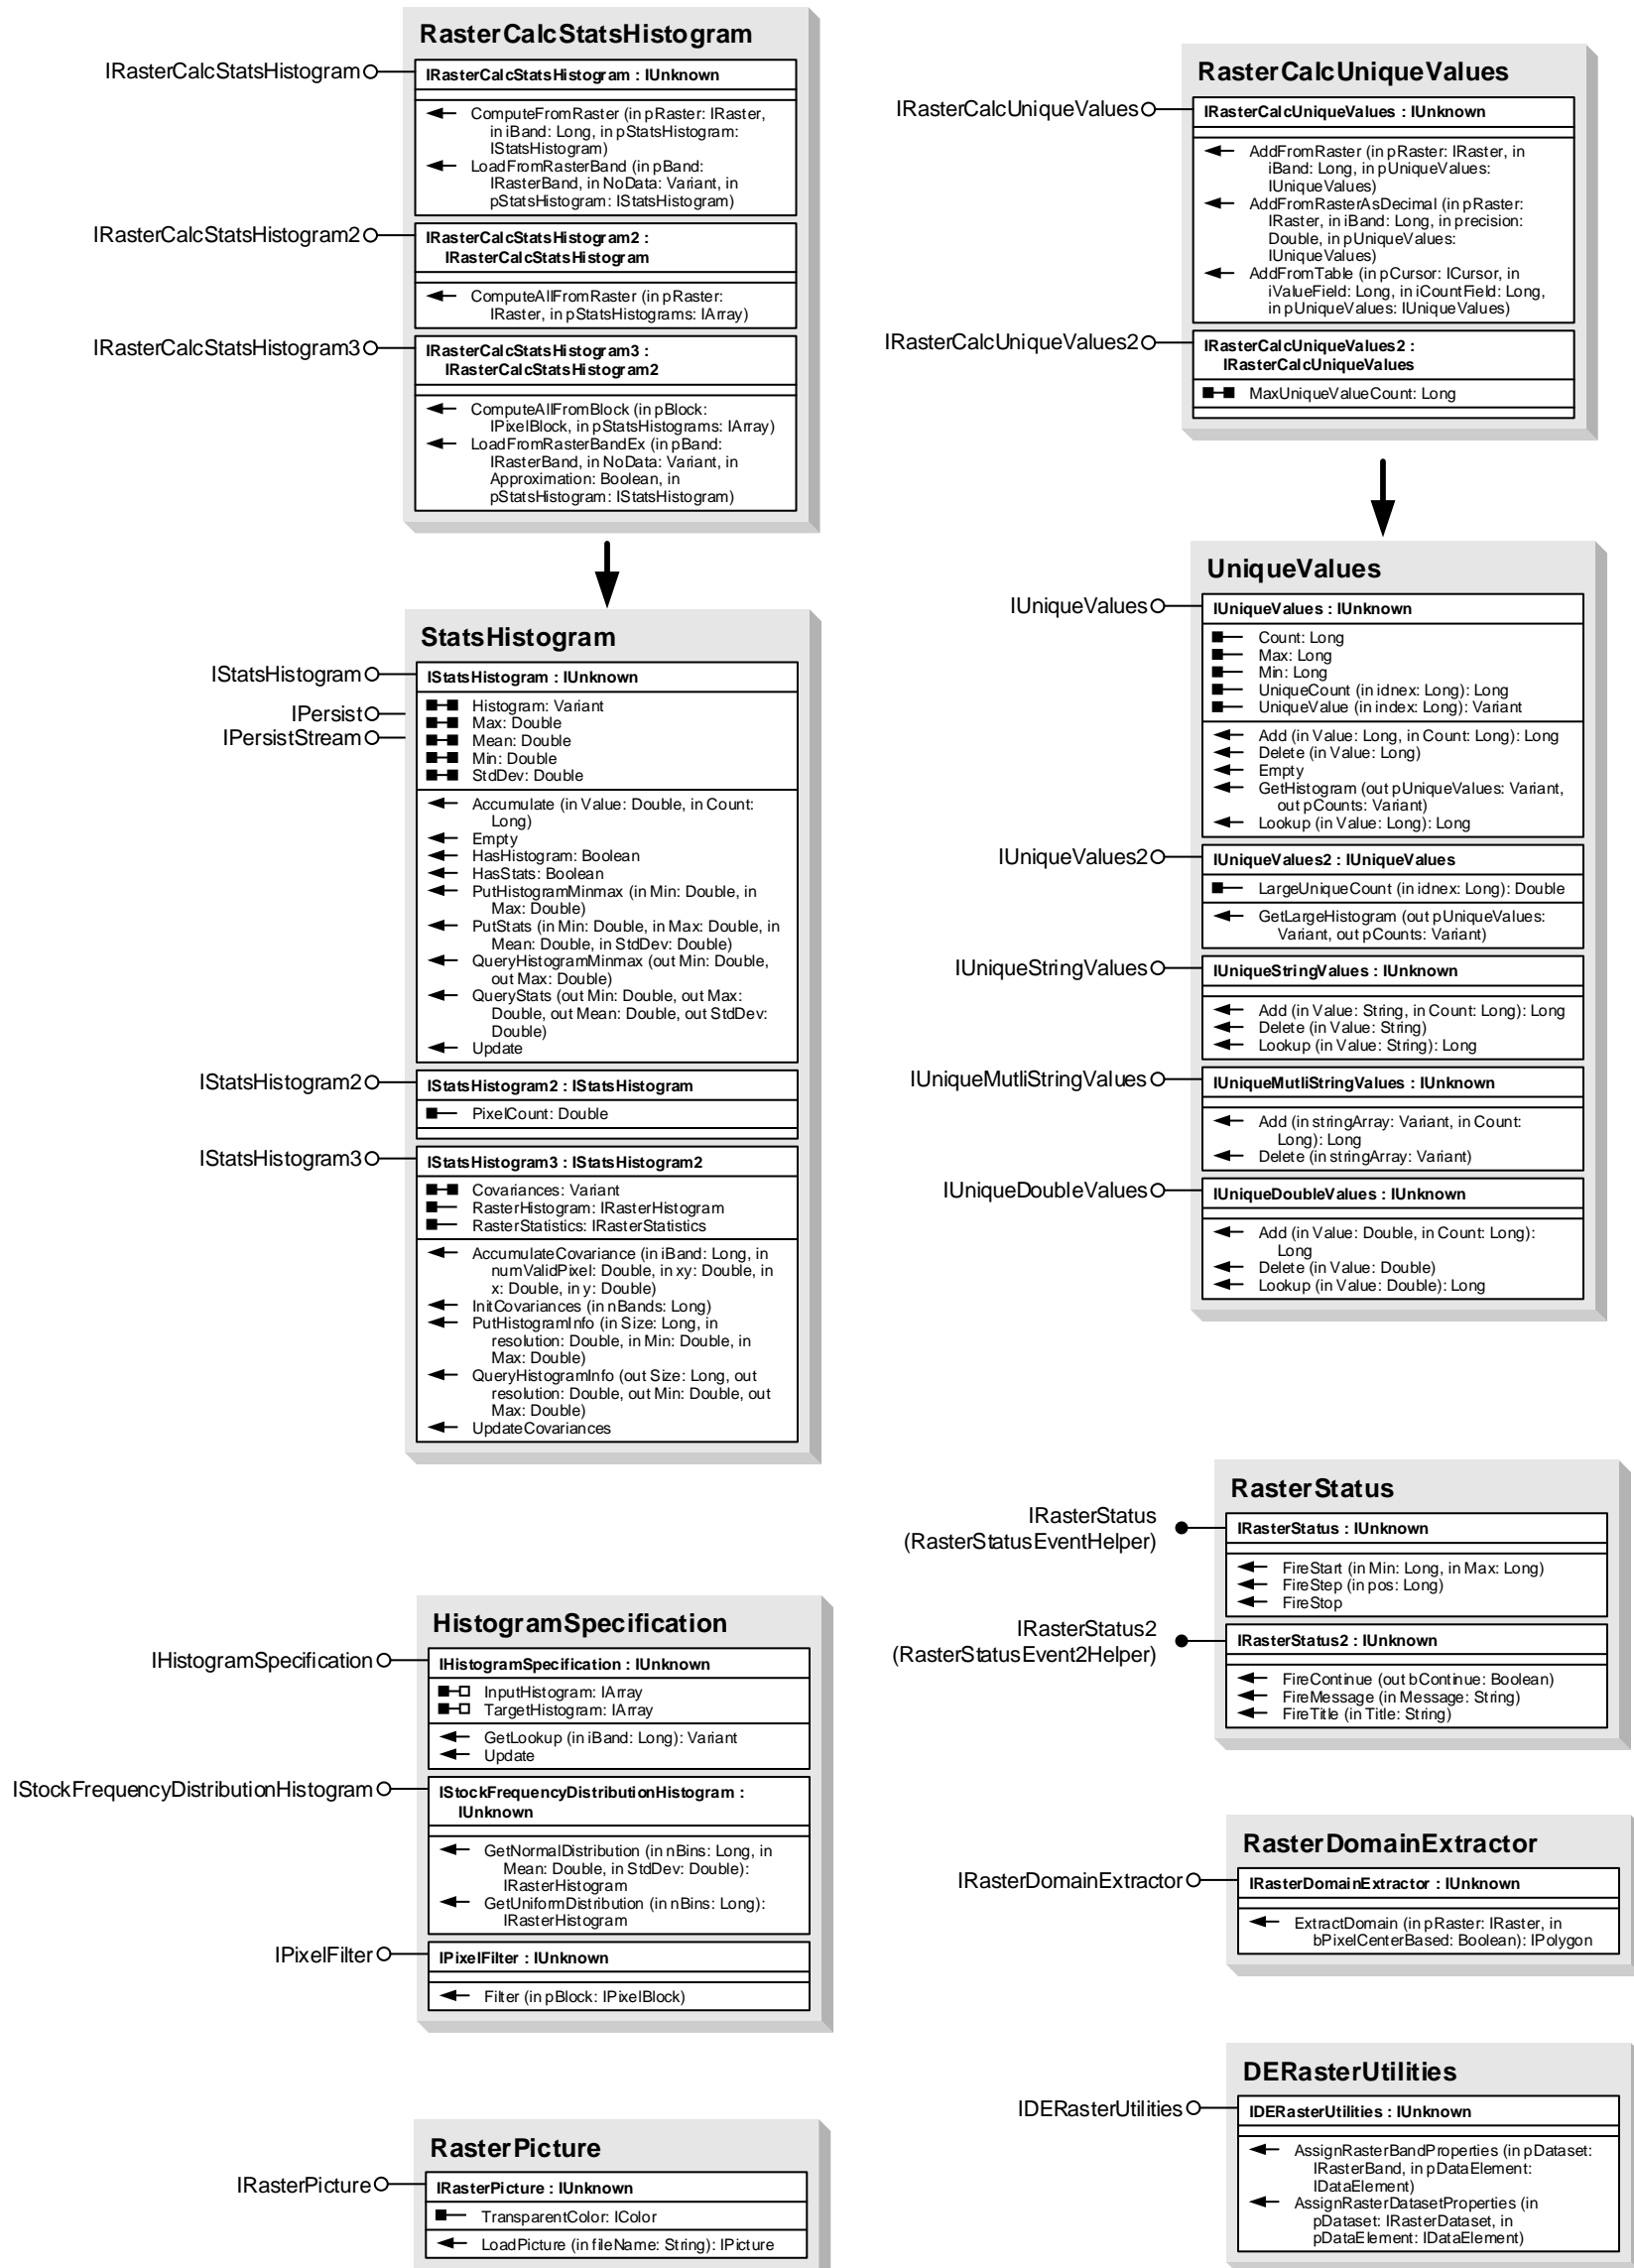 RasterCalcStatsHistogram
IRasterCalcStatsHistogram
IRasterCalcStatsHistogram : IUnknown
ComputeFromRaster (in pRaster: IRaster,
in iBand: Long, in pStatsHistogram:
IStatsHistogram)
LoadFromRasterBand (in pBand:
IRasterBand, in NoData: Variant, in
pStatsHistogram: IStatsHistogram)
IRasterCalcStatsHistogram2
IRasterCalcStatsHistogram2 :
IRasterCalcStatsHistogram
ComputeAllFromRaster (in pRaster:
IRaster, in pStatsHistograms: IArray)
IRasterCalcStatsHistogram3
IRasterCalcStatsHistogram3 :
IRasterCalcStatsHistogram2
ComputeAllFromBlock (in pBlock:
IPixelBlock, in pStatsHistograms: IArray)
LoadFromRasterBandEx (in pBand:
IRasterBand, in NoData: Variant, in
Approximation: Boolean, in
pStatsHistogram: IStatsHistogram)
StatsHistogram
IStatsHistogram
IPersist
IPersistStream
IStatsHistogram : IUnknown
Histogram: Variant
Max: Double
Mean: Double
Min: Double
StdDev: Double
Accumulate (in Value: Double, in Count:
Long)
Empty
HasHistogram: Boolean
HasStats: Boolean
PutHistogramMinmax (in Min: Double, in
Max: Double)
PutStats (in Min: Double, in Max: Double, in
Mean: Double, in StdDev: Double)
QueryHistogramMinmax (out Min: Double,
out Max: Double)
QueryStats (out Min: Double, out Max:
Double, out Mean: Double, out StdDev:
Double)
Update
IStatsHistogram2
IStatsHistogram2 : IStatsHistogram
PixelCount: Double
IStatsHistogram3
IStatsHistogram3 : IStatsHistogram2
Covariances: Variant
RasterHistogram: IRasterHistogram
RasterStatistics: IRasterStatistics
AccumulateCovariance (in iBand: Long, in
numValidPixel: Double, in xy: Double, in
x: Double, in y: Double)
InitCovariances (in nBands: Long)
PutHistogramInfo (in Size: Long, in
resolution: Double, in Min: Double, in
Max: Double)
QueryHistogramInfo (out Size: Long, out
resolution: Double, out Min: Double, out
Max: Double)
UpdateCovariances
HistogramSpecification
IHistogramSpecification
IHistogramSpecification : IUnknown
InputHistogram: IArray
TargetHistogram: IArray
GetLookup (in iBand: Long): Variant
Update
IStockFrequencyDistributionHistogram
IStockFrequencyDistributionHistogram :
IUnknown
GetNormalDistribution (in nBins: Long, in
Mean: Double, in StdDev: Double):
IRasterHistogram
GetUniformDistribution (in nBins: Long):
IRasterHistogram
IPixelFilter
IPixelFilter : IUnknown
Filter (in pBlock: IPixelBlock)
RasterPicture
IRasterPicture
IRasterPicture : IUnknown
TransparentColor: IColor
LoadPicture (in fileName: String): IPicture
RasterCalcUniqueValues
IRasterCalcUniqueValues
IRasterCalcUniqueValues : IUnknown
AddFromRaster (in pRaster: IRaster, in
iBand: Long, in pUniqueValues:
IUniqueValues)
AddFromRasterAsDecimal (in pRaster:
IRaster, in iBand: Long, in precision:
Double, in pUniqueValues:
IUniqueValues)
AddFromTable (in pCursor: ICursor, in
iValueField: Long, in iCountField: Long,
in pUniqueValues: IUniqueValues)
IRasterCalcUniqueValues2
IRasterCalcUniqueValues2 :
IRasterCalcUniqueValues
MaxUniqueValueCount: Long
UniqueValues
IUniqueValues
IUniqueValues : IUnknown
Count: Long
Max: Long
Min: Long
UniqueCount (in idnex: Long): Long
UniqueValue (in index: Long): Variant
Add (in Value: Long, in Count: Long): Long
Delete (in Value: Long)
Empty
GetHistogram (out pUniqueValues: Variant,
out pCounts: Variant)
Lookup (in Value: Long): Long
IUniqueValues2
IUniqueValues2 : IUniqueValues
LargeUniqueCount (in idnex: Long): Double
GetLargeHistogram (out pUniqueValues:
Variant, out pCounts: Variant)
IUniqueStringValues
IUniqueStringValues : IUnknown
Add (in Value: String, in Count: Long): Long
Delete (in Value: String)
Lookup (in Value: String): Long
IUniqueMutliStringValues
IUniqueMutliStringValues : IUnknown
Add (in stringArray: Variant, in Count:
Long): Long
Delete (in stringArray: Variant)
IUniqueDoubleValues
IUniqueDoubleValues : IUnknown
Add (in Value: Double, in Count: Long):
Long
Delete (in Value: Double)
Lookup (in Value: Double): Long
RasterStatus
IRasterStatus
(RasterStatusEventHelper)
IRasterStatus : IUnknown
FireStart (in Min: Long, in Max: Long)
FireStep (in pos: Long)
FireStop
IRasterStatus2
(RasterStatusEvent2Helper)
IRasterStatus2 : IUnknown
FireContinue (out bContinue: Boolean)
FireMessage (in Message: String)
FireTitle (in Title: String)
RasterDomainExtractor
IRasterDomainExtractor
IRasterDomainExtractor : IUnknown
ExtractDomain (in pRaster: IRaster, in
bPixelCenterBased: Boolean): IPolygon
DERasterUtilities
IDERasterUtilities
IDERasterUtilities : IUnknown
AssignRasterBandProperties (in pDataset:
IRasterBand, in pDataElement:
IDataElement)
AssignRasterDatasetProperties (in
pDataset: IRasterDataset, in
pDataElement: IDataElement)